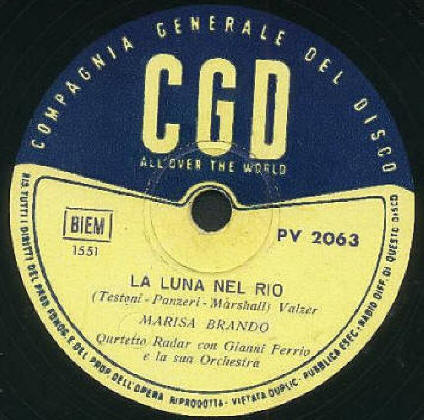 COMPAGNIA GENERALE DEL DISCO
CGD
ALL OVER THE WORLD
BIEM
1551
PV 2063
LA LUNA NEL RIO
(Testoni - Panzeri - Marshall) Valzer
MARISA BRANDO
Qurtetto Radar con Gianni Ferrio
e la sua Orchestra
RIS. TUTTI I DIRITTI DEL PROD. FONOG. E DEL PROP. DELL'OPERA RIPRODOTTA - VIETATA DUPLIC. - PUBBLICA ESEC. - RADIO DIFF. DI QUESTO DISCO